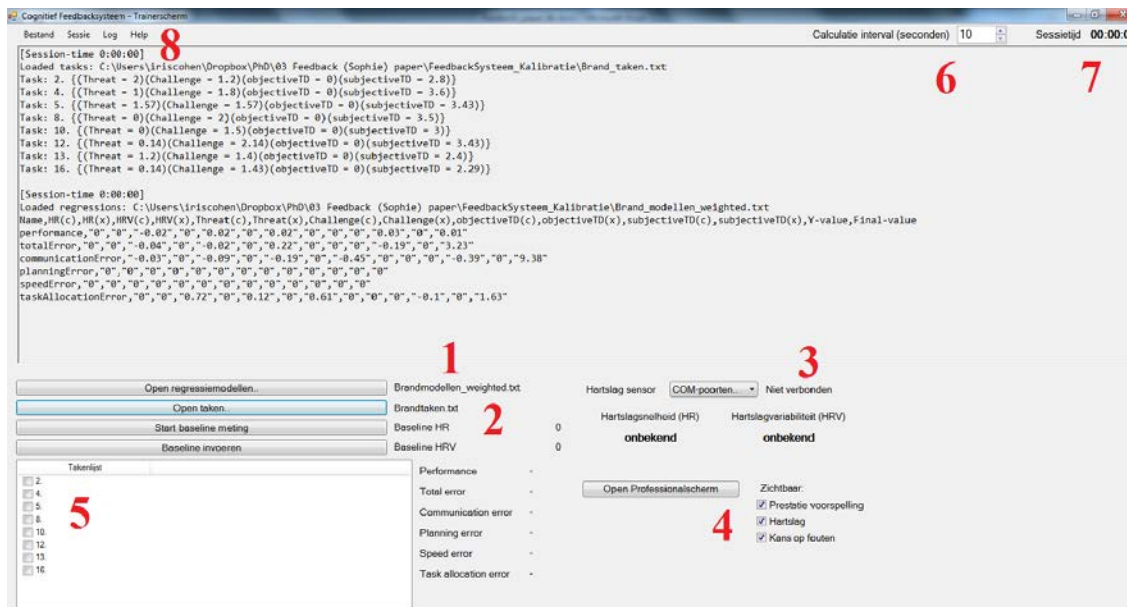 Cognitief Feedbacksysteem - Trainerscherm
Bestand Sessie Log Help 8 Calculatie interval (seconden) 10 Sessietijd 00:00:0
6 7
[Session-time 0:00:00]
Loaded tasks: C:\Users\iriscohen\Dropbox\PhD\03 Feedback (Sophie) paper\FeedbackSysteem_Kalibratie\Brand_taken.txt
Task: 2. {(Threat = 2)(Challenge = 1.2)(objectiveTD = 0)(subjectiveTD = 2.8)}
Task: 4. {(Threat = 1)(Challenge = 1.8)(objectiveTD = 0)(subjectiveTD = 3.6)}
Task: 5. {(Threat = 1.57)(Challenge = 1.57)(objectiveTD = 0)(subjectiveTD = 3.43)}
Task: 8. {(Threat = 0)(Challenge = 2)(objectiveTD = 0)(subjectiveTD = 3.5)}
Task: 10. {(Threat = 0)(Challenge = 1.5)(objectiveTD = 0)(subjectiveTD = 3)}
Task: 12. {(Threat = 0.14)(Challenge = 2.14)(objectiveTD = 0)(subjectiveTD = 3.43)}
Task: 13. {(Threat = 1.2)(Challenge = 1.4)(objectiveTD = 0)(subjectiveTD = 2.4)}
Task: 16. {(Threat = 0.14)(Challenge = 1.43)(objectiveTD = 0)(subjectiveTD = 2.29)}
[Session-time 0:00:00]
Loaded regressions: C:\Users\iriscohen\Dropbox\PhD\03 Feedback (Sophie) paper\FeedbackSysteem_Kalibratie\Brand_modellen_weighted.txt
Name,HR(c),HR(x),HRV(c),HRV(x),Threat(c),Threat(x),Challenge(c),Challenge(x),objectiveTD(c),objectiveTD(x),subjectiveTD(c),subjectiveTD(x),Y-value,Final-value
performance,"0","0","-0.02","0","0.02","0","0.02","0","0","0","0.03","0","0.01"
totalError,"0","0","-0.04","0","-0.02","0","0.22","0","0","0","-0.19","0","3.23"
communicationError,"-0.03","0","-0.09","0","-0.19","0","-0.45","0","0","0","-0.39","0","9.38"
planningError,"0","0","0","0","0","0","0","0","0","0","0","0","0"
speedError,"0","0","0","0","0","0","0","0","0","0","0","0","0"
taskAllocationError,"0","0","0.72","0","0.12","0","0.61","0","0","0","-0.1","0","1.63"
1 3
Open regressiemodellen.. Brandmodellen_weighted.txt Hartslag sensor COM-poorten.. Niet verbonden
Open taken.. Brandtaken.txt 2 Hartslagsnelheid (HR) Hartslagvariabiliteit (HRV)
Start baseline meting Baseline HR 0 onbekend onbekend
Baseline invoeren Baseline HRV 0
Takenlijst Performance -
2.
4. Total error - Open Professionalscherm Zichtbaar:
5. 5 Communication error - 4 Prestatie voorspelling
8. Hartslag
10. Planning error - Kans op fouten
12. Speed error -
13.
16. Task allocation error -